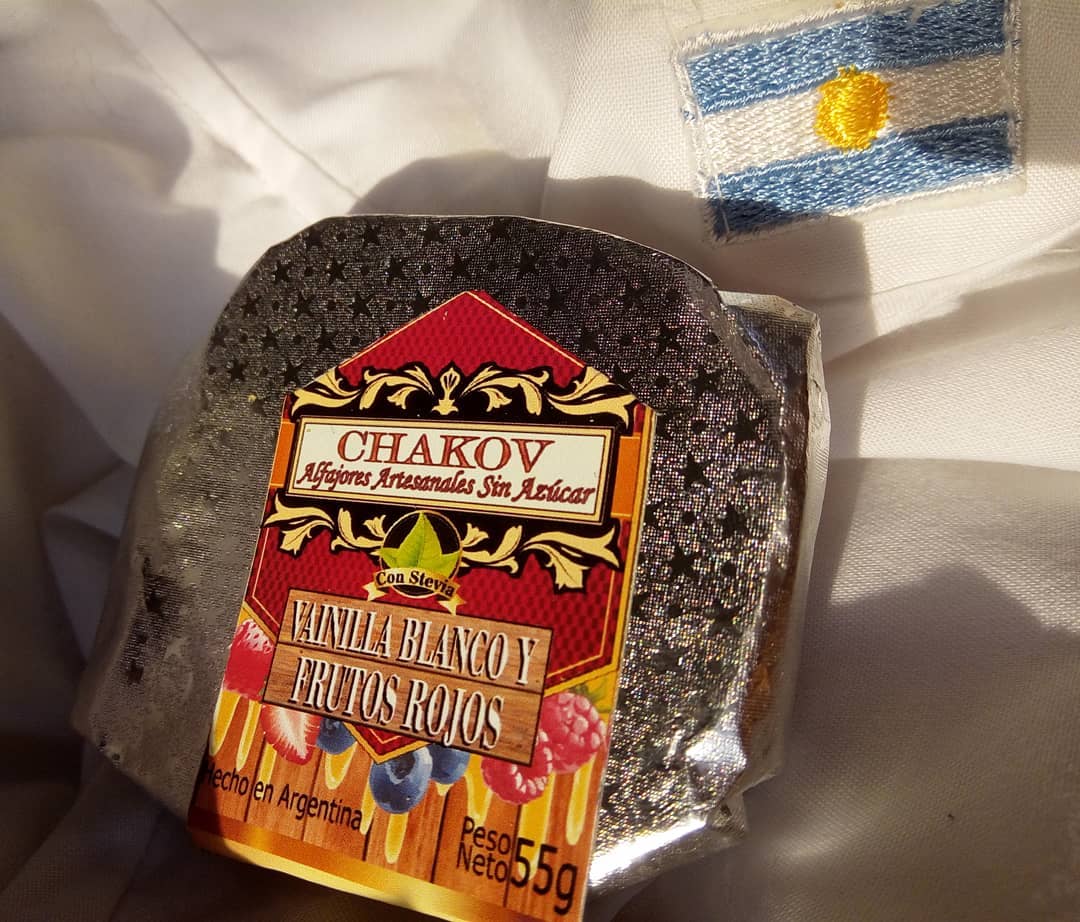 CHAKOV
Alfajores Artesanales Sin Azúcar
Con Stevia
VAINILLA BLANCO Y
FRUTOS ROJOS
Hecho en Argentina
Peso
Neto 55g